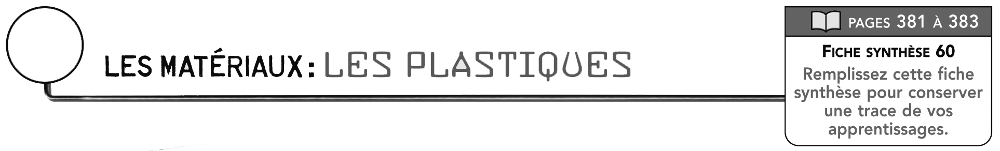 LES MATÉRIAUX: LES PLASTIQUES
PAGES 381 À 383
FICHE SYNTHÈSE 60
Remplissez cette fiche
synthèse pour conserver
une trace de vos
apprentissages.